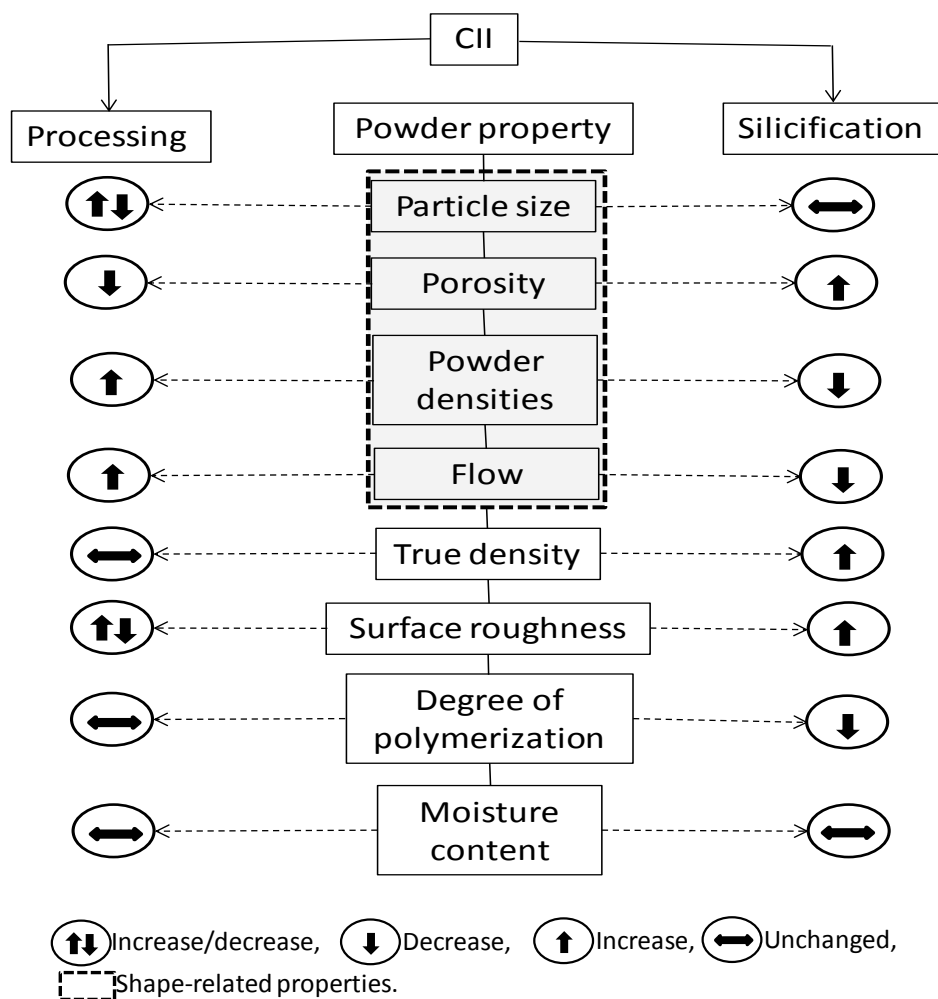 CII
Processing
Powder property
Silicification
Particle size
Porosity
Powder
densities
Flow
True density
Surface roughness
Degree of
polymerization
Moisture
content
Increase/decrease, Decrease, Increase, Unchanged,
Shape-related properties.